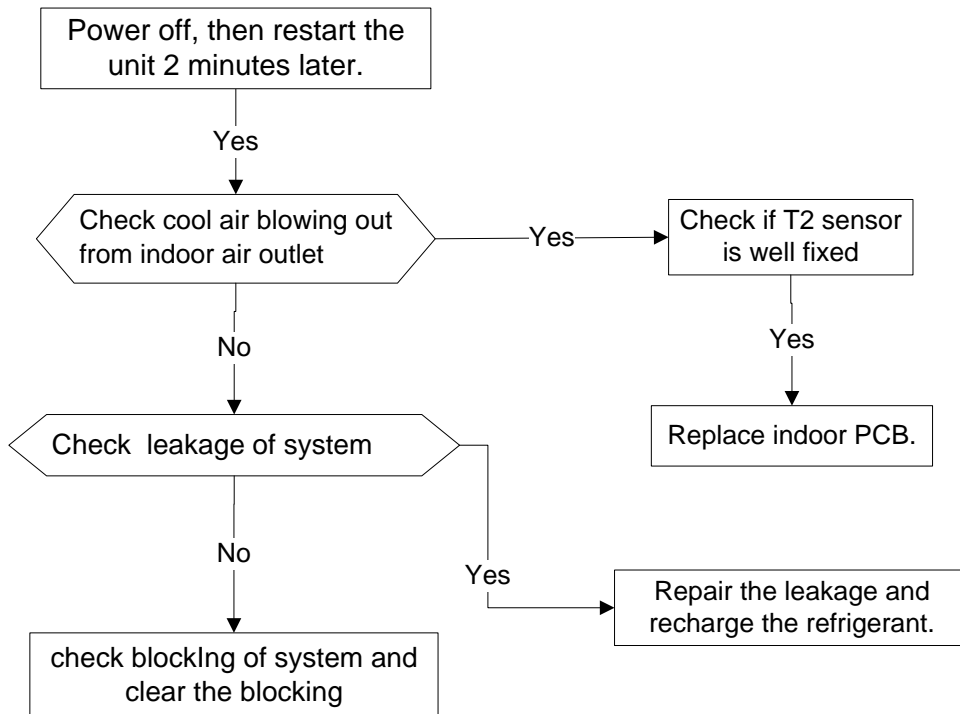 Power off, then restart the
unit 2 minutes later.
Yes
Check cool air blowing out
from indoor air outlet
Yes
Check if T2 sensor
is well fixed
No
Yes
Replace indoor PCB.
Check leakage of system
No
Yes
Repair the leakage and
recharge the refrigerant.
check blockIng of system and
clear the blocking